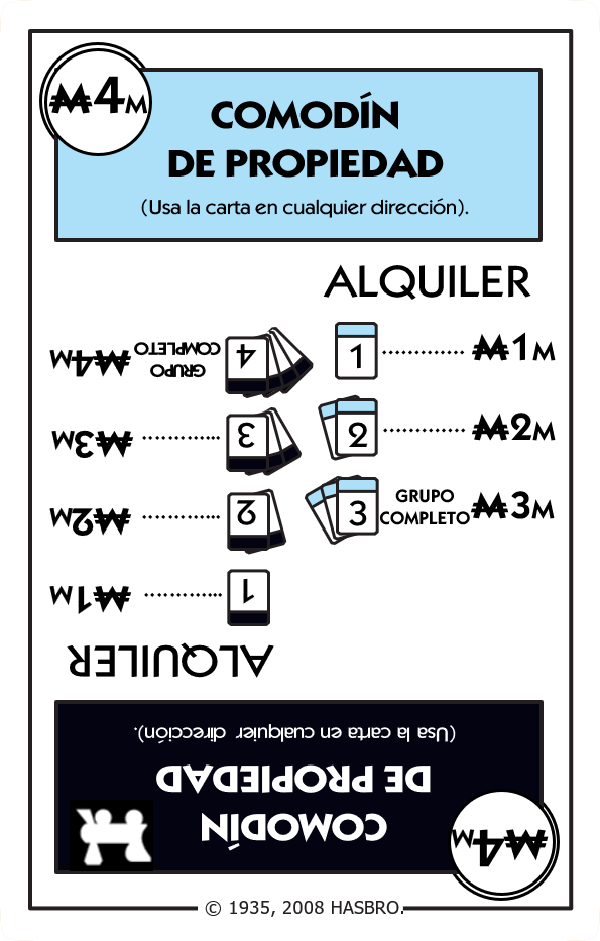 ₩4M
COMODÍN
DE PROPIEDAD
(Usa la carta en cualquier dirección).
ALQUILER
1 ₩1M
2 ₩2M
3 GRUPO COMPLETO ₩3M
4 GRUPO COMPLETO ₩4M
3 ₩3M
2 ₩2M
1 ₩1M
ALQUILER
(Usa la carta en cualquier dirección).
DE PROPIEDAD
COMODÍN
₩4M
© 1935, 2008 HASBRO.